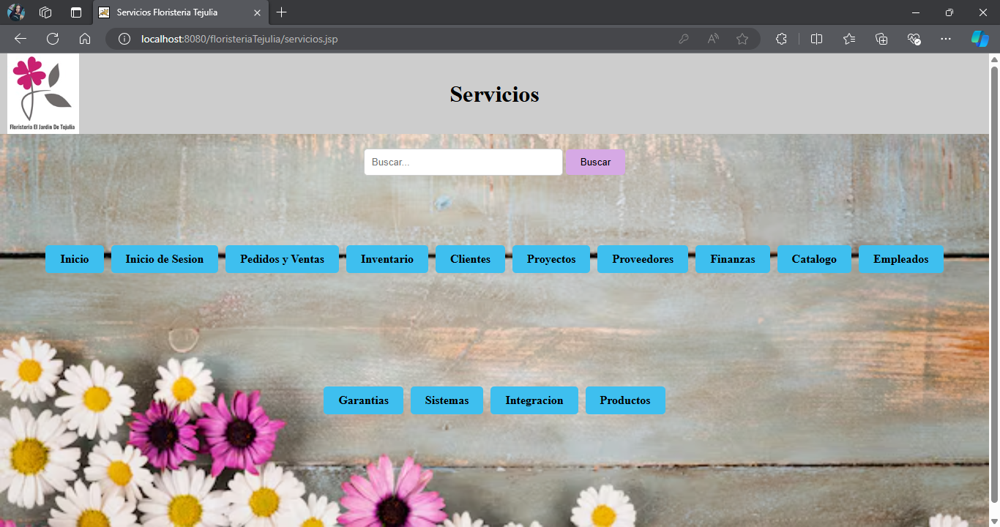 Servicios Floristeria Tejulia
localhost:8080/floristeriaTejulia/servicios.jsp
Servicios
Floristeria El Jardin De Tejulia
Buscar...
Buscar
Inicio
Inicio de Sesion
Pedidos y Ventas
Inventario
Clientes
Proyectos
Proveedores
Finanzas
Catalogo
Empleados
Garantias
Sistemas
Integracion
Productos